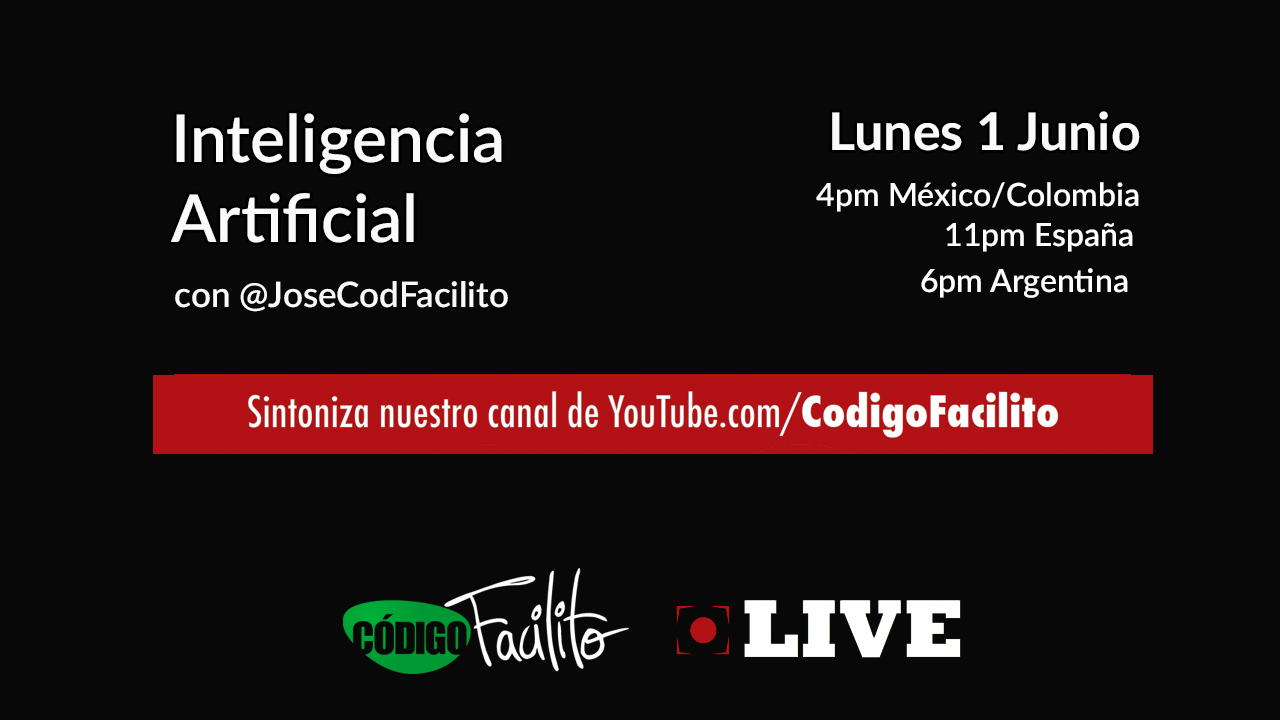 Inteligencia
Artificial
con @JoseCodFacilito
Lunes 1 Junio
4pm México/Colombia
11pm España
6pm Argentina
Sintoniza nuestro canal de YouTube.com/CodigoFacilito
CÓDIGO Facilito
LIVE